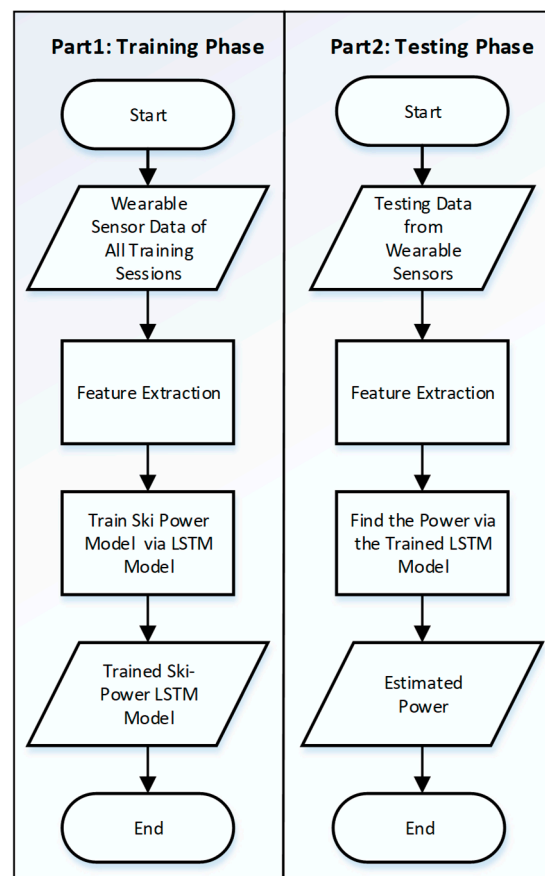 Part1: Training Phase
Start
Wearable
Sensor Data of
All Training
Sessions
Feature Extraction
Train Ski Power
Model via LSTM
Model
Trained Ski-
Power LSTM
Model
End
Part2: Testing Phase
Start
Testing Data
from
Wearable
Sensors
Feature Extraction
Find the Power via
the Trained LSTM
Model
Estimated
Power
End